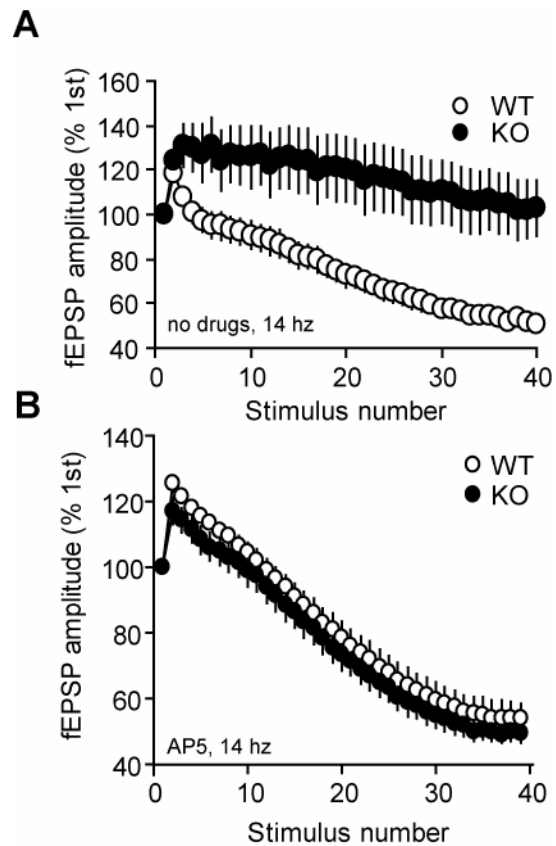 A
fEPSP amplitude (% 1st)
160
140
120
100
80
60
40
WT
KO
no drugs, 14 hz
0
10
20
30
40
Stimulus number
B
fEPSP amplitude (% 1st)
140
120
100
80
60
40
WT
KO
AP5, 14 hz
0
10
20
30
40
Stimulus number